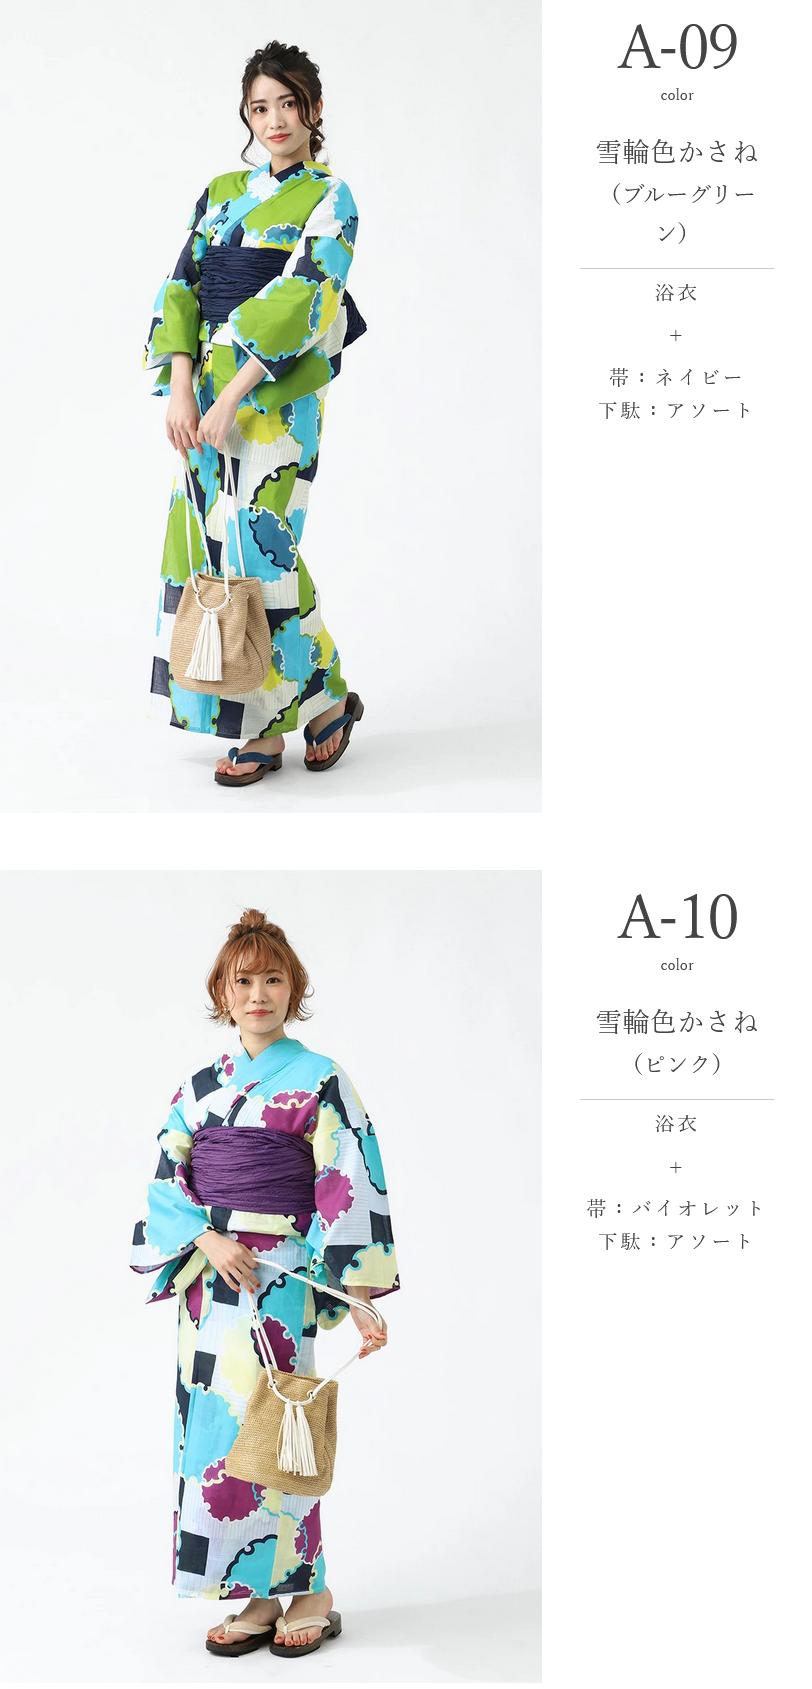 A-09
color
雪輪色かさね
（ブルーグリー
ン）
浴衣
+
帯：ネイビー
下駄：アソート
A-10
color
雪輪色かさね
（ピンク）
浴衣
+
帯：バイオレット
下駄：アソート